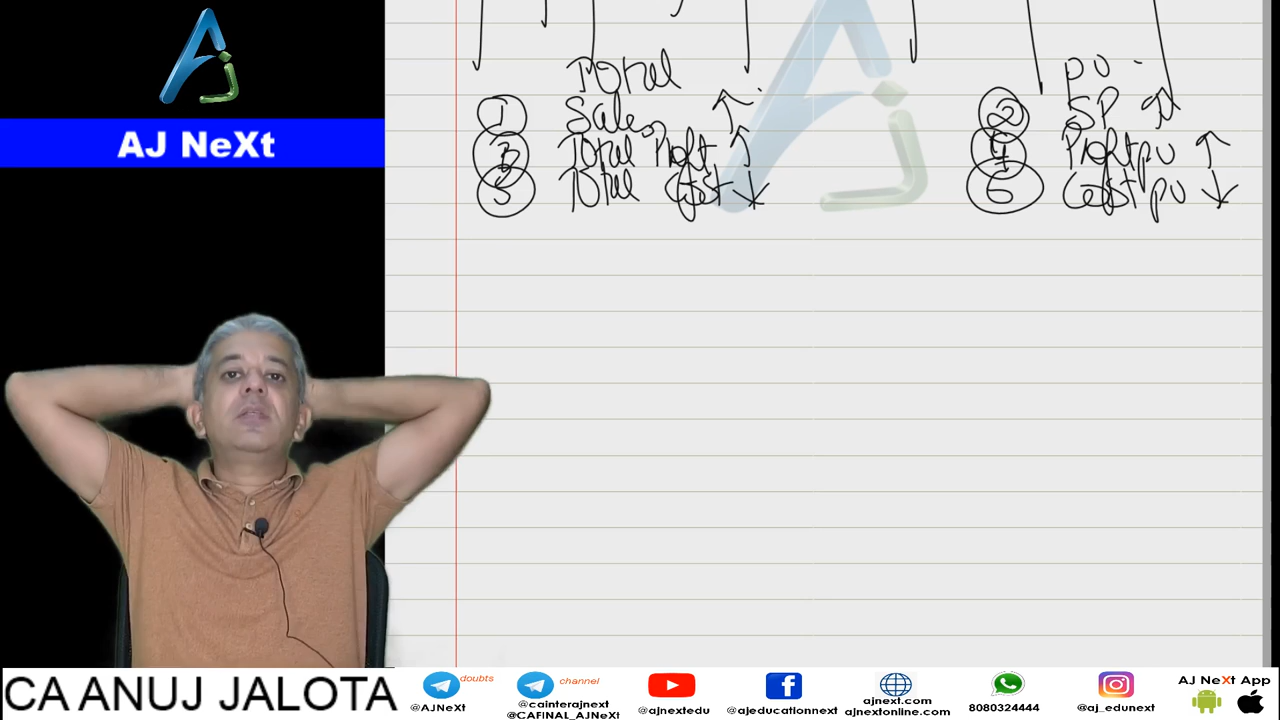 AJ NeXt
Total
pu
① Sales ↑
② SP ↑
③ Total Profit ↑
④ Profit pu ↑
⑤ Total Cost ↓
⑥ Cost pu ↓
CA ANUJ JALOTA
doubts
@AJNeXt
channel
@cainterajnext
@CAFINAL_AJNeXt
@ajnextedu
@ajeducationnext
ajnext.com
ajnextonline.com
8080324444
@aj_edunext
AJ NeXt App